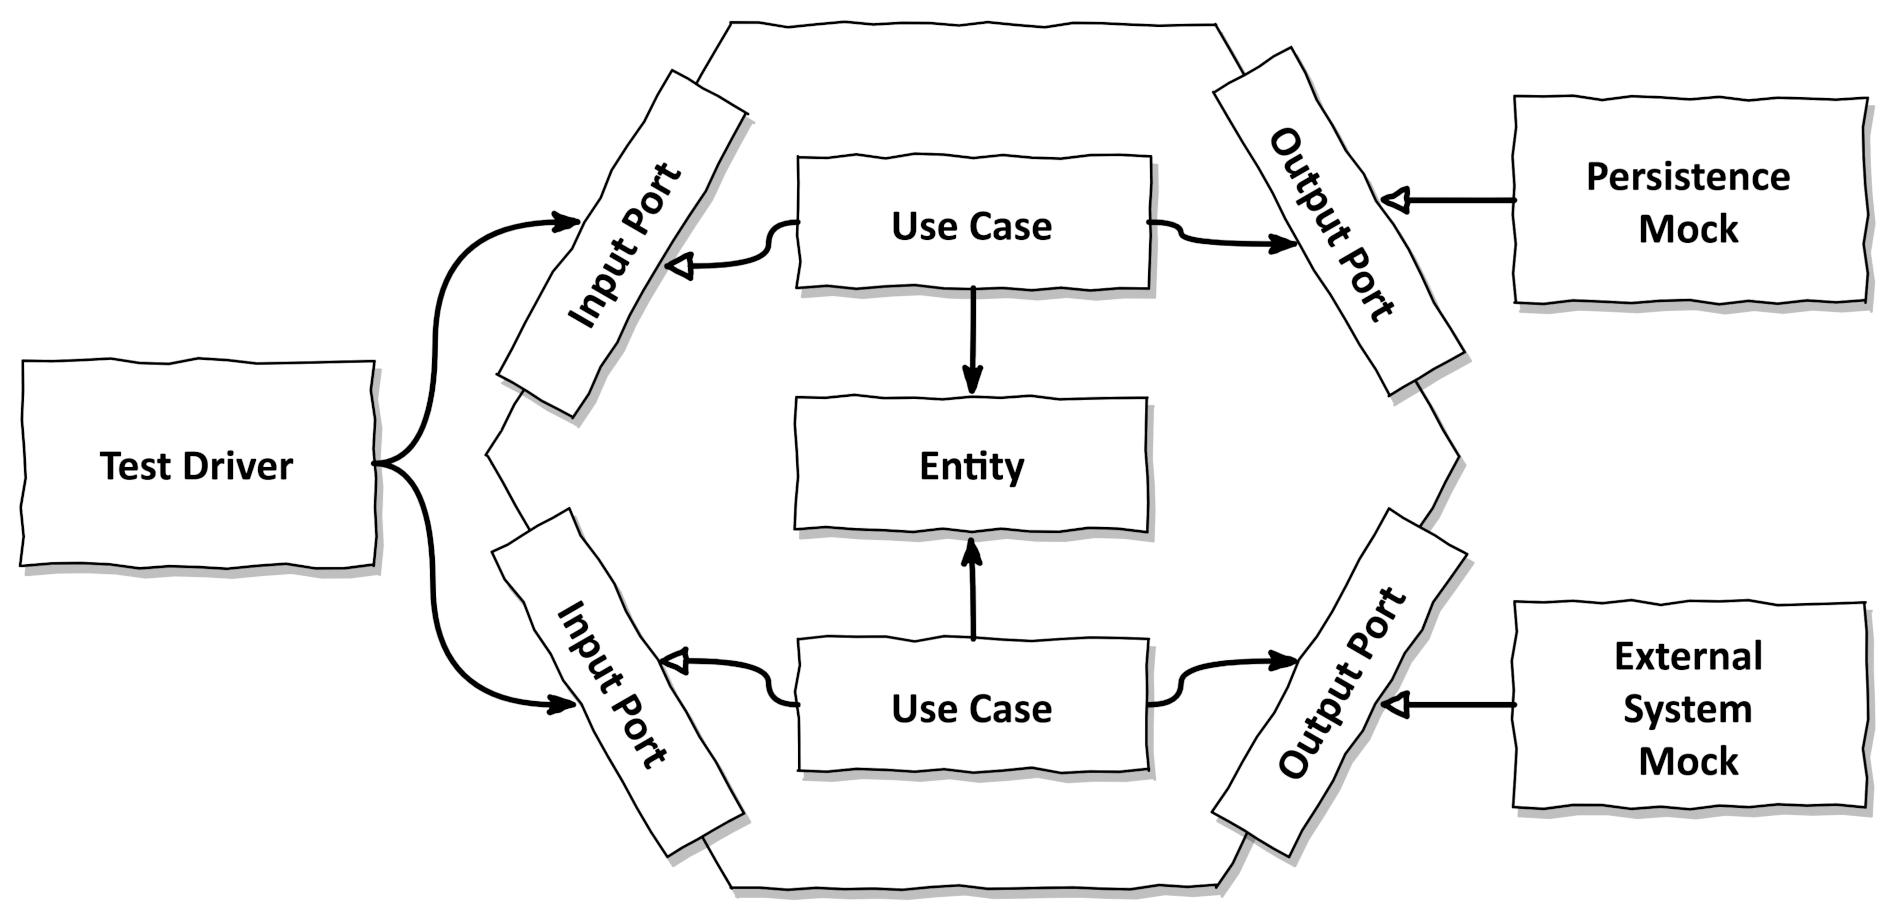 Test Driver
Input Port
Input Port
Use Case
Entity
Use Case
Output Port
Output Port
Persistence
Mock
External
System
Mock